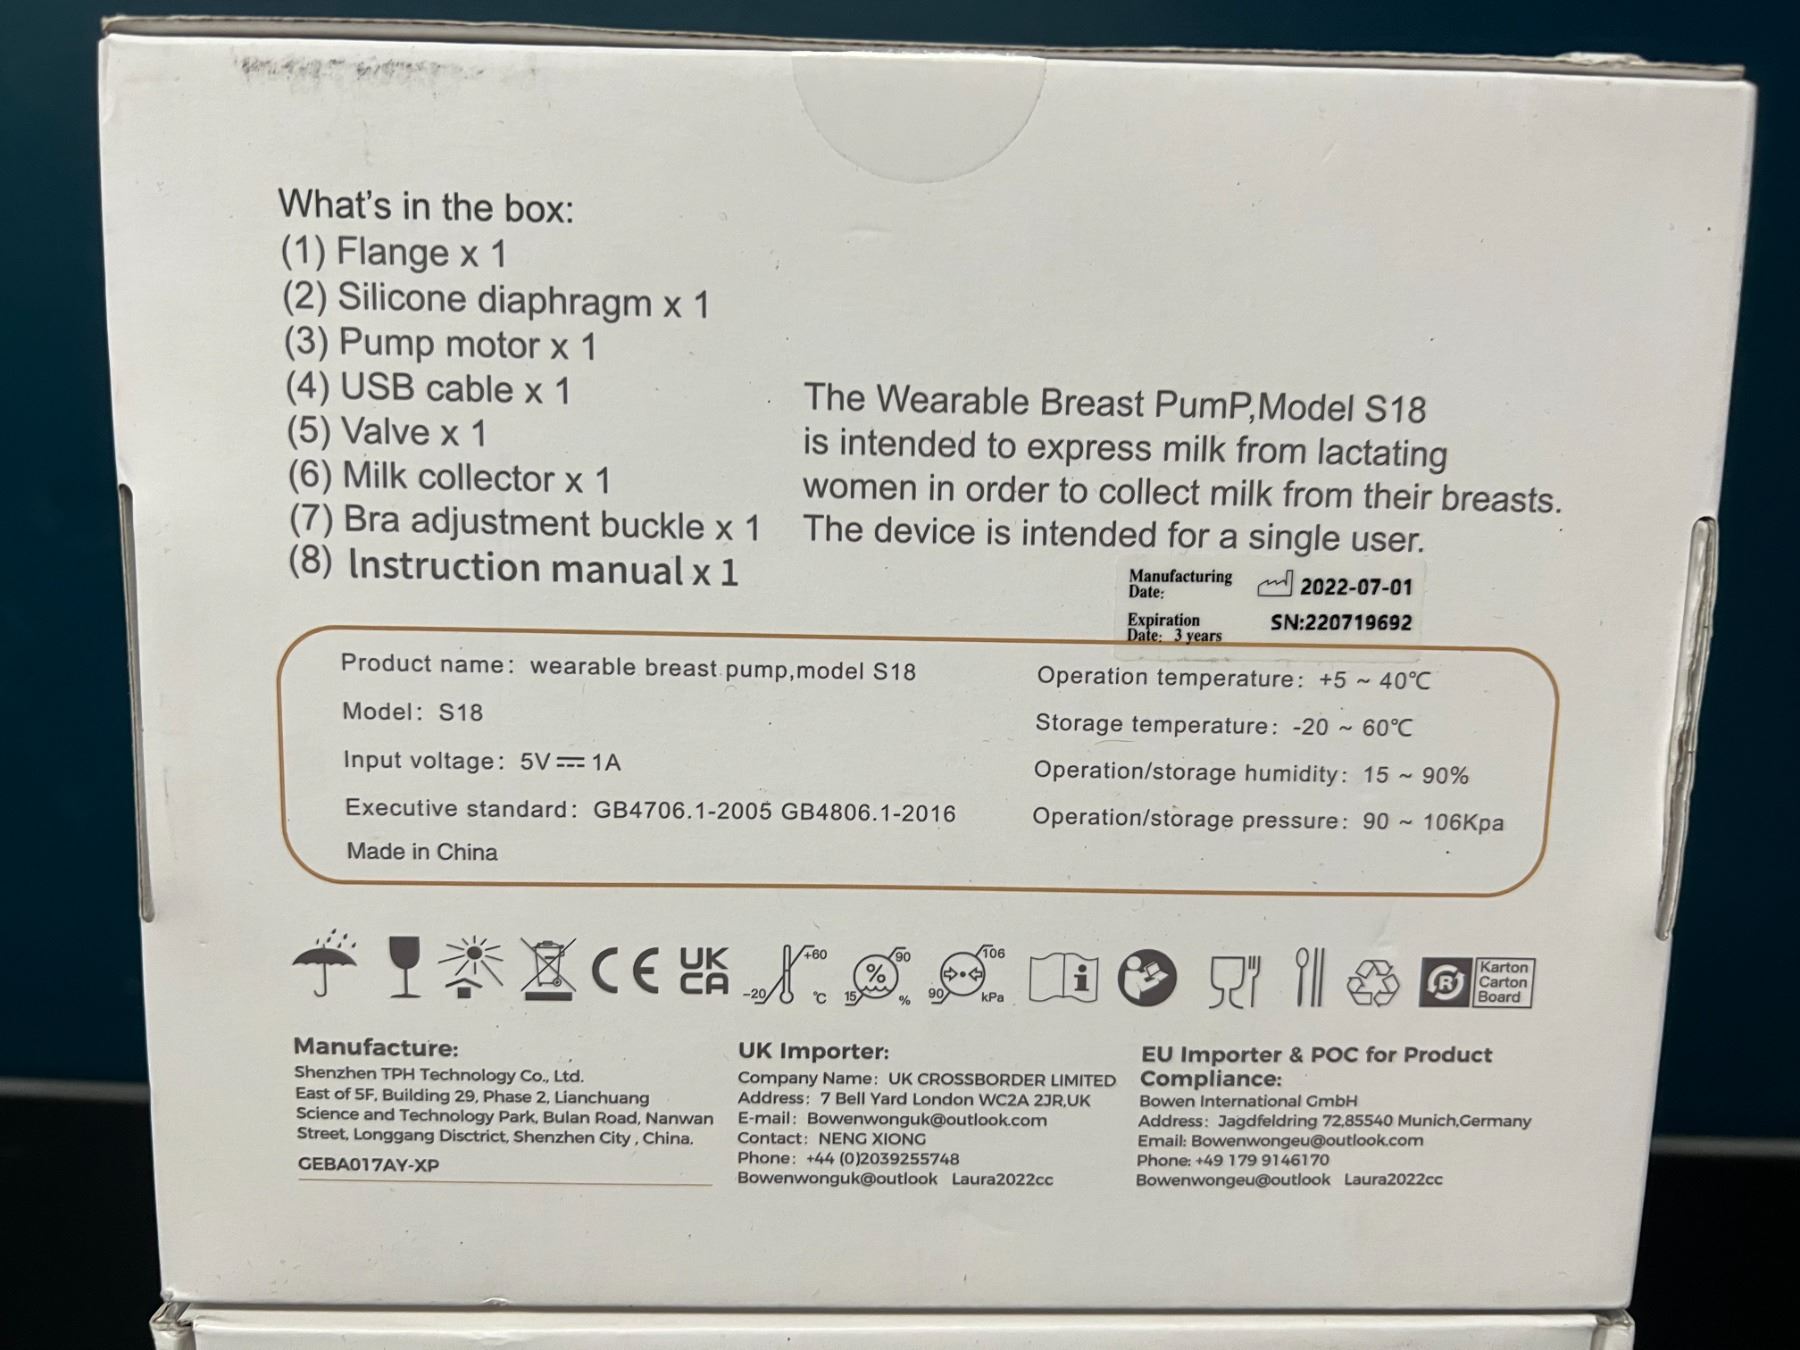 What's in the box:
(1) Flange x 1
(2) Silicone diaphragm x 1
(3) Pump motor x 1
(4) USB cable x 1
(5) Valve x 1
(6) Milk collector x 1
(7) Bra adjustment buckle x 1
(8) Instruction manual x 1
The Wearable Breast PumP,Model S18
is intended to express milk from lactating
women in order to collect milk from their breasts.
The device is intended for a single user.
Manufacturing
Date:
2022-07-01
Expiration
Date: 3 years
SN:220719692
Product name: wearable breast pump,model S18
Model: S18
Input voltage: 5V⎓1A
Executive standard: GB4706.1-2005 GB4806.1-2016
Made in China
Operation temperature: +5 ~ 40℃
Storage temperature: -20 ~ 60℃
Operation/storage humidity: 15 ~ 90%
Operation/storage pressure: 90 ~ 106Kpa
CE
UK
CA
-20
+60
℃
15
%
90
%
90
106
kPa
i
R
Karton
Carton
Board
Manufacture:
Shenzhen TPH Technology Co., Ltd.
East of 5F, Building 29, Phase 2, Lianchuang
Science and Technology Park, Bulan Road, Nanwan
Street, Longgang Disctrict, Shenzhen City , China.
GEBA017AY-XP
UK Importer:
Company Name: UK CROSSBORDER LIMITED
Address: 7 Bell Yard London WC2A 2JR,UK
E-mail: Bowenwonguk@outlook.com
Contact: NENG XIONG
Phone: +44 (0)2039255748
Bowenwonguk@outlook Laura2022cc
EU Importer & POC for Product
Compliance:
Bowen International GmbH
Address: Jagdfeldring 72,85540 Munich,Germany
Email: Bowenwongeu@outlook.com
Phone: +49 179 9146170
Bowenwongeu@outlook Laura2022cc